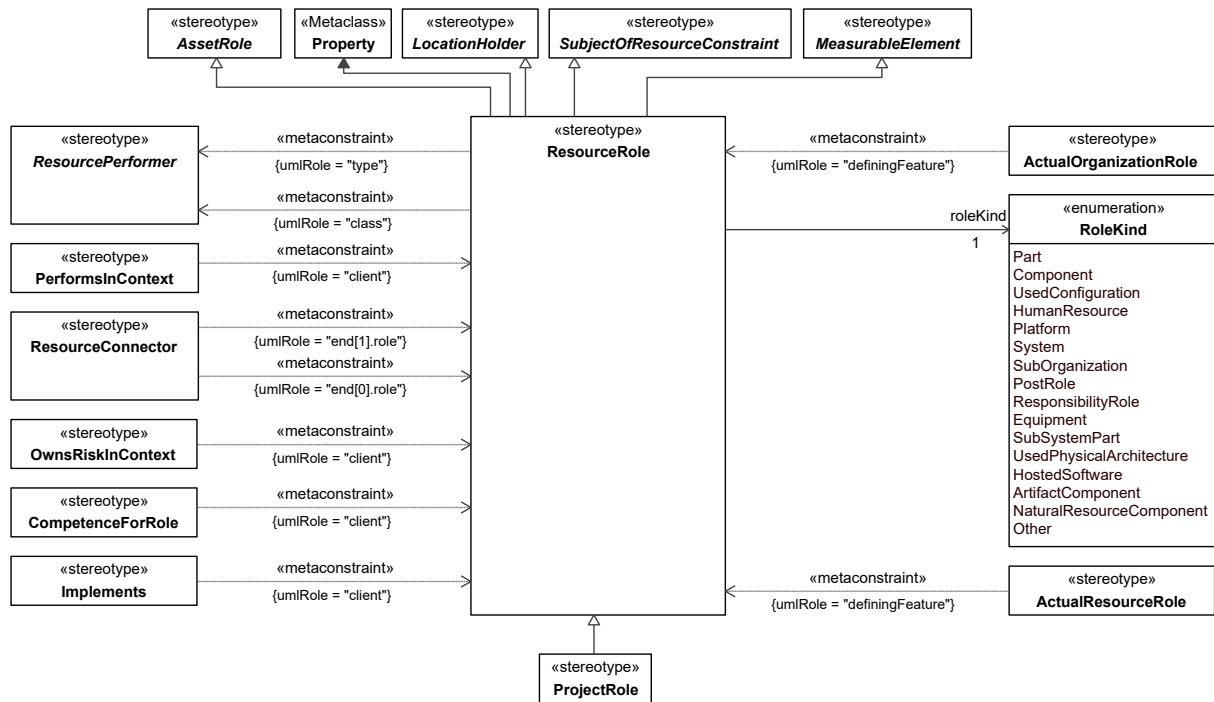 «stereotype»
AssetRole
«Metaclass»
Property
«stereotype»
LocationHolder
«stereotype»
SubjectOfResourceConstraint
«stereotype»
MeasurableElement
«stereotype»
ResourcePerformer
«metaconstraint»
{umlRole = "type"}
«metaconstraint»
{umlRole = "class"}
«stereotype»
ResourceRole
«metaconstraint»
{umlRole = "definingFeature"}
«stereotype»
ActualOrganizationRole
«stereotype»
PerformsInContext
«metaconstraint»
{umlRole = "client"}
roleKind
1
«enumeration»
RoleKind
Part
Component
UsedConfiguration
HumanResource
Platform
System
SubOrganization
PostRole
ResponsibilityRole
Equipment
SubSystemPart
UsedPhysicalArchitecture
HostedSoftware
ArtifactComponent
NaturalResourceComponent
Other
«stereotype»
ResourceConnector
«metaconstraint»
{umlRole = "end[1].role"}
«metaconstraint»
{umlRole = "end[0].role"}
«stereotype»
OwnsRiskInContext
«metaconstraint»
{umlRole = "client"}
«stereotype»
CompetenceForRole
«metaconstraint»
{umlRole = "client"}
«stereotype»
Implements
«metaconstraint»
{umlRole = "client"}
«metaconstraint»
{umlRole = "definingFeature"}
«stereotype»
ActualResourceRole
«stereotype»
ProjectRole